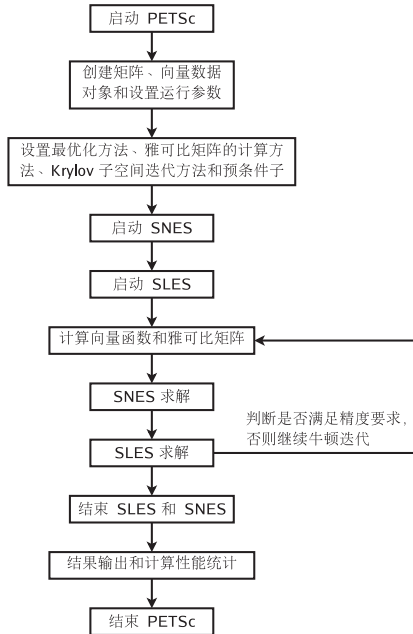 启动 PETSc
创建矩阵、向量数据
对象和设置运行参数
设置最优化方法、雅可比矩阵的计算方
法、Krylov 子空间迭代方法和预条件子
启动 SNES
启动 SLES
计算向量函数和雅可比矩阵
SNES 求解
判断是否满足精度要求，
否则继续牛顿迭代
SLES 求解
结束 SLES 和 SNES
结果输出和计算性能统计
结束 PETSc